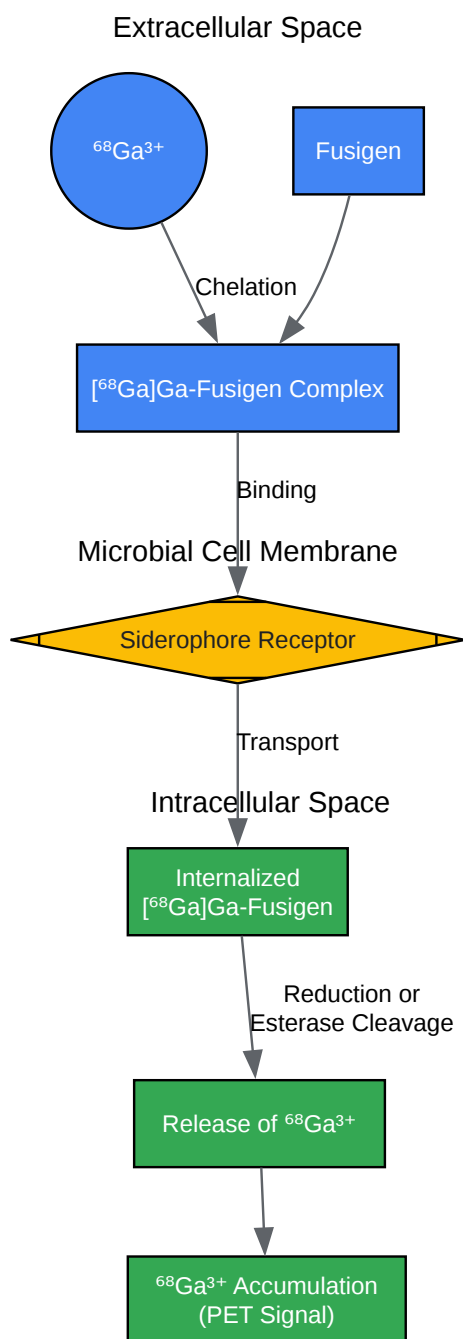 Extracellular Space
⁶⁸Ga³⁺
Fusigen
Chelation
[⁶⁸Ga]Ga-Fusigen Complex
Binding
Microbial Cell Membrane
Siderophore Receptor
Transport
Intracellular Space
Internalized
[⁶⁸Ga]Ga-Fusigen
Reduction or
Esterase Cleavage
Release of ⁶⁸Ga³⁺
⁶⁸Ga³⁺ Accumulation
(PET Signal)